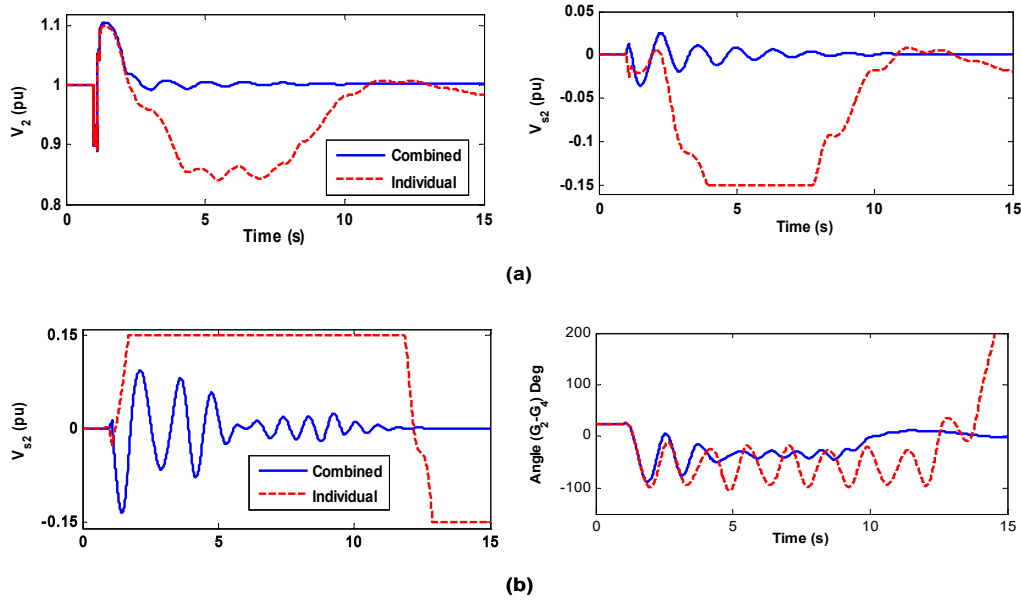 1.1
1
0.9
0.8
V2 (pu)
Combined
Individual
0 5 10 15
Time (s)
0.05
0
-0.05
-0.1
-0.15
Vs2 (pu)
0 5 10 15
Time (s)
(a)
0.15
0
-0.15
Vs2 (pu)
Combined
Individual
0 5 10 15
200
100
0
-100
Angle (G2-G4) Deg
0 5 10 15
Time (s)
(b)